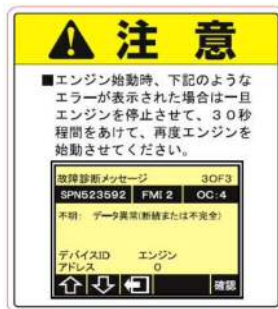 注 意
■エンジン始動時、下記のような
エラーが表示された場合は一旦
エンジンを停止させて、30秒
程間をあけて、再度エンジンを
始動させてください。
故障診断メッセージ 3OF3
SPN523592 FMI 2 OC:4
不明: データ異常(断続または不完全)
デバイスID エンジン
アドレス 0
確認